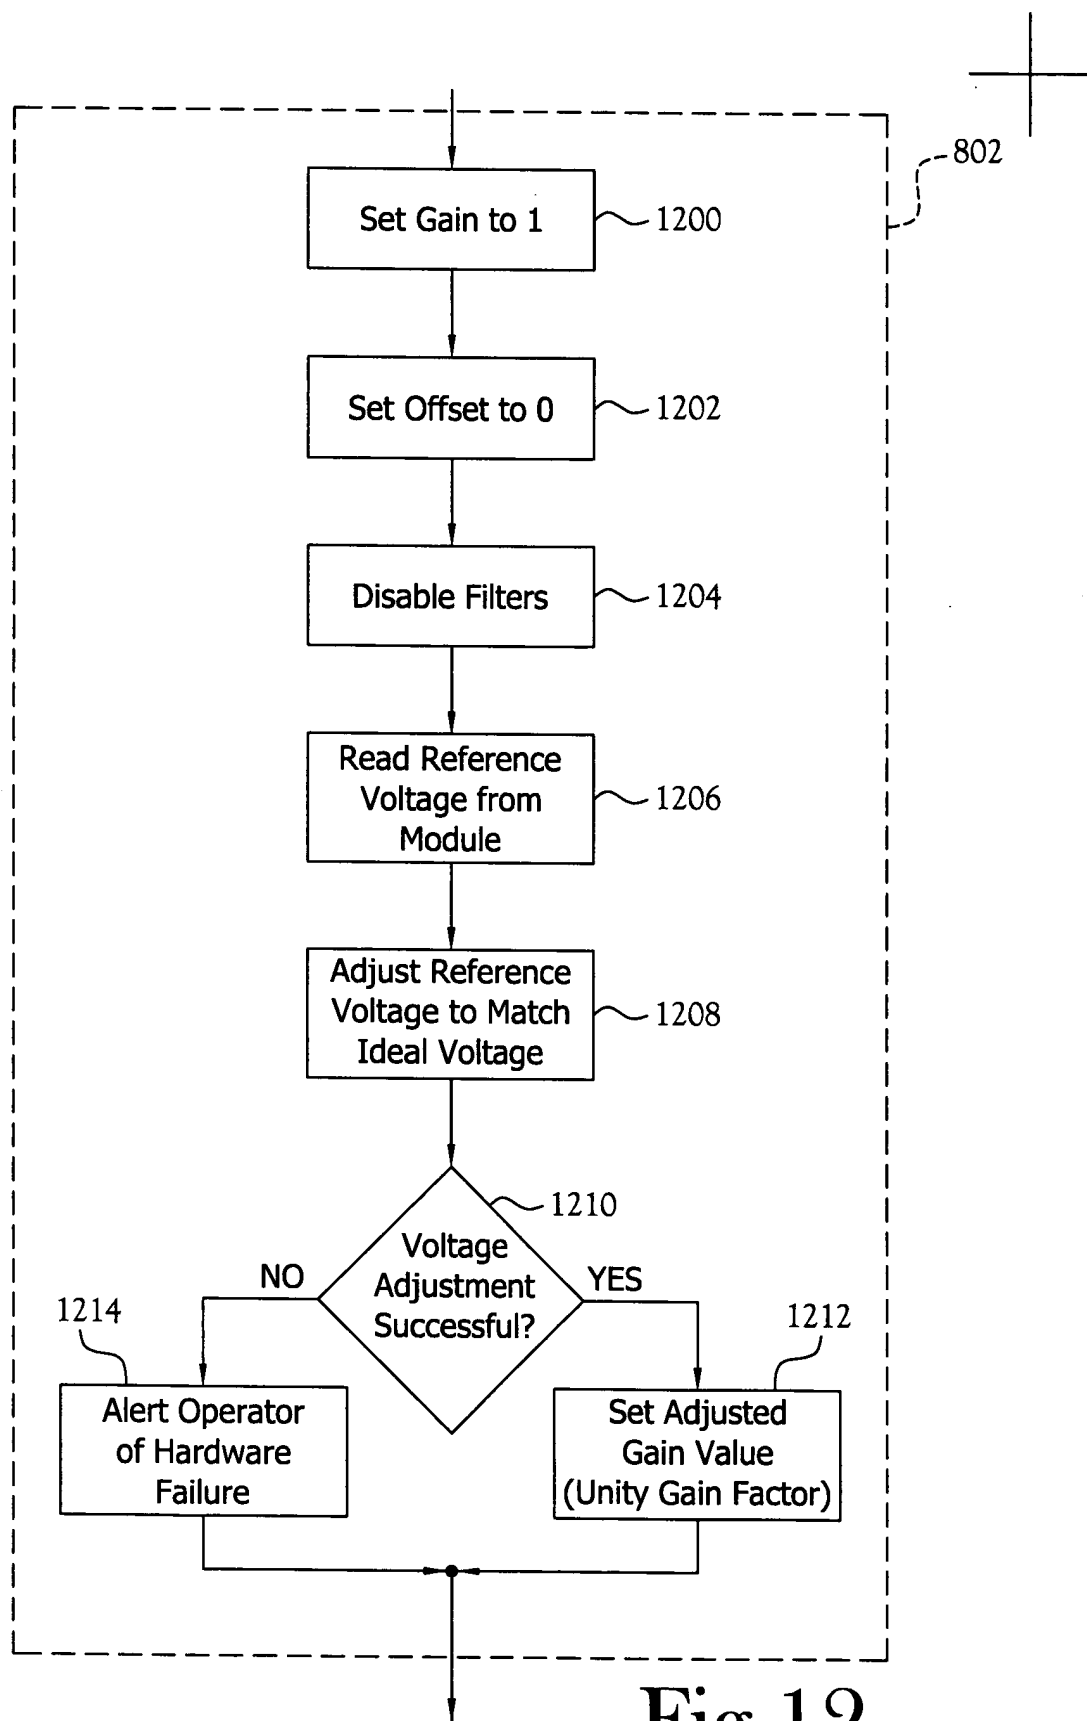 802
Set Gain to 1
1200
Set Offset to 0
1202
Disable Filters
1204
Read Reference
Voltage from
Module
1206
Adjust Reference
Voltage to Match
Ideal Voltage
1208
1210
Voltage
Adjustment
Successful?
NO
YES
1214
1212
Alert Operator
of Hardware
Failure
Set Adjusted
Gain Value
(Unity Gain Factor)
Fig.12